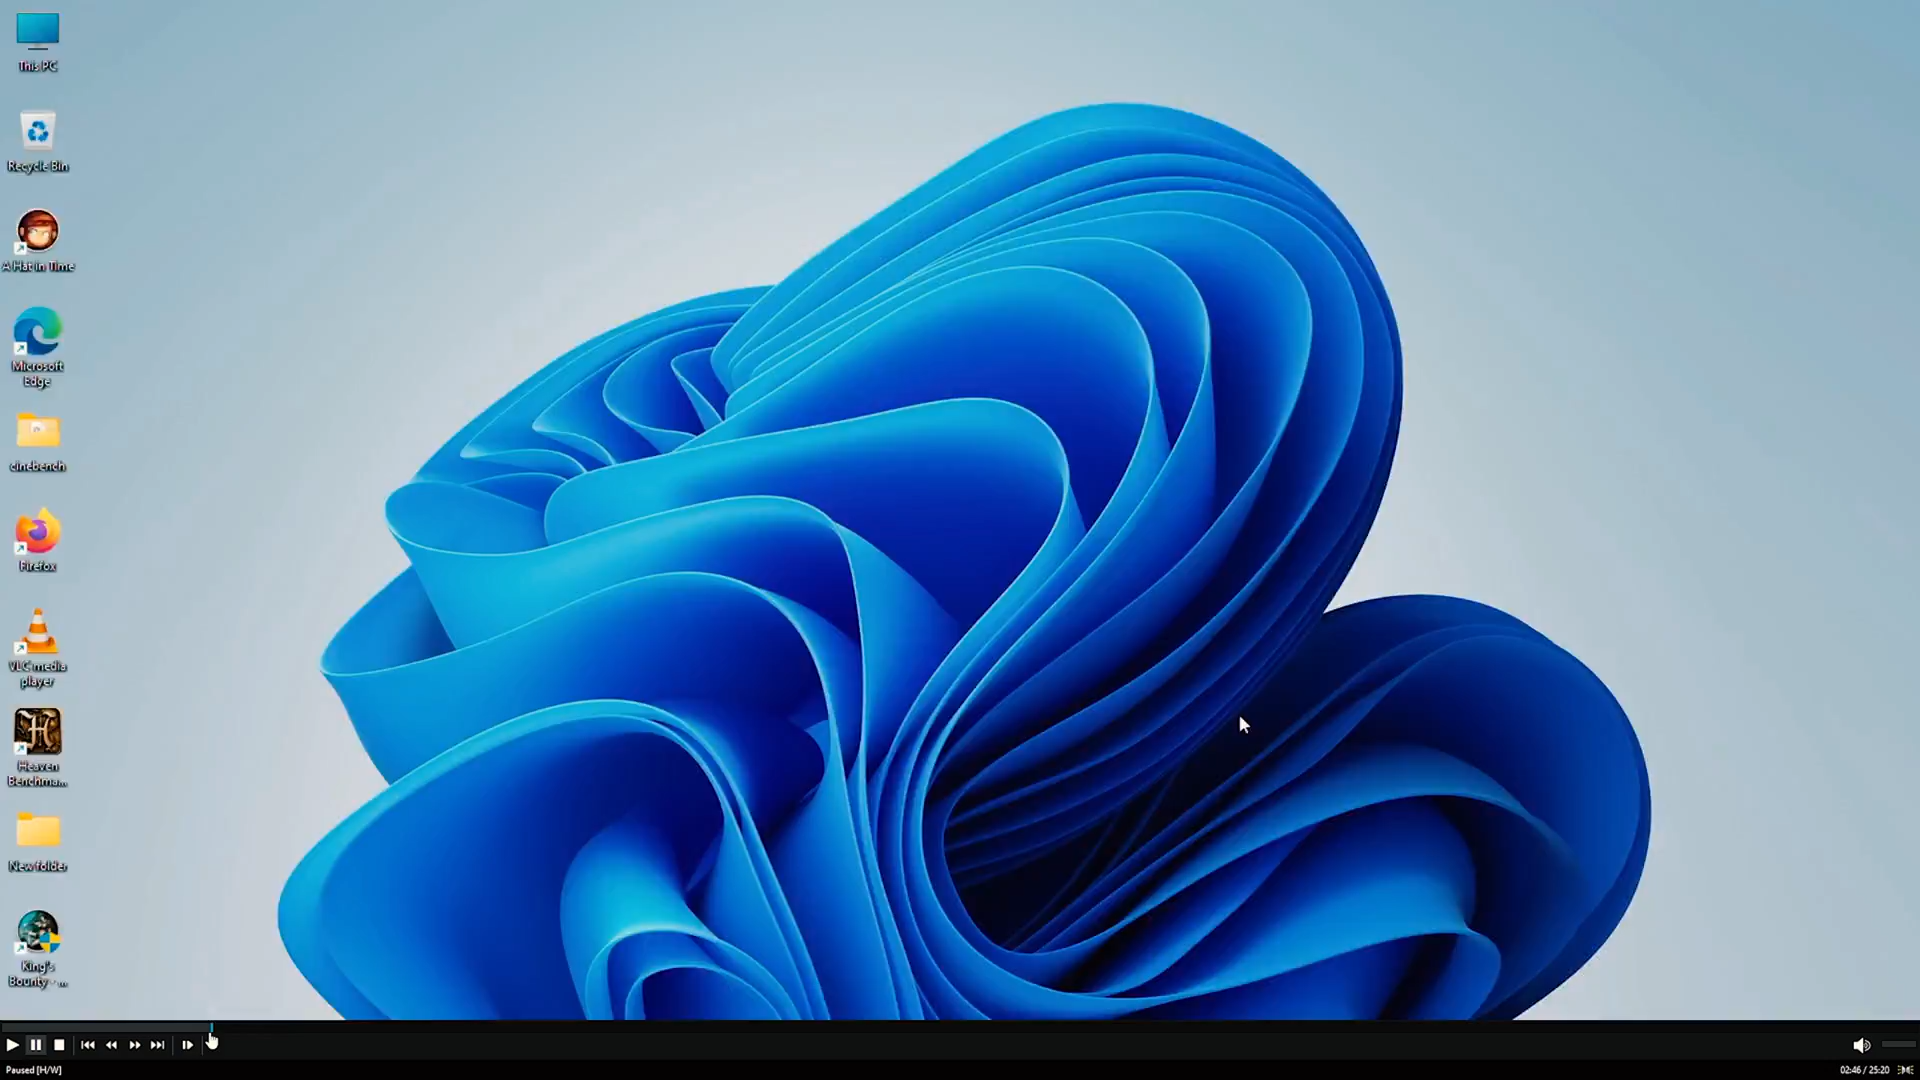 This PC
Recycle Bin
A Hat in Time
Microsoft
Edge
cinebench
Firefox
VLC media
player
Heaven
Benchma...
New folder
King's
Bounty - ...
Paused [H/W]
02:46 / 25:20